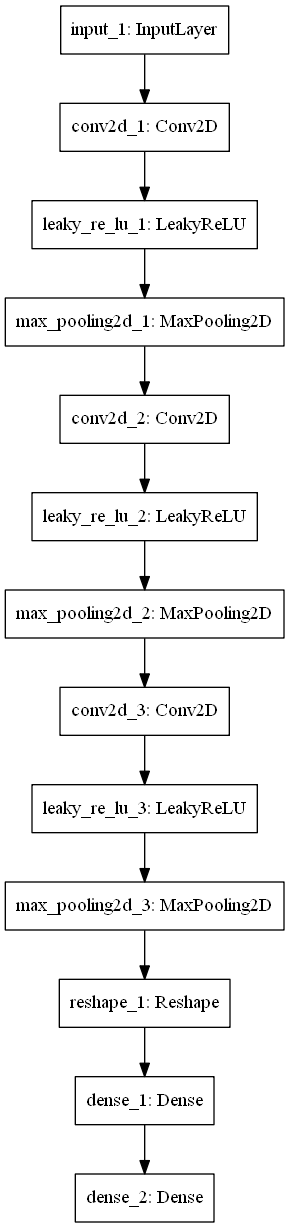 input_1: InputLayer
conv2d_1: Conv2D
leaky_re_lu_1: LeakyReLU
max_pooling2d_1: MaxPooling2D
conv2d_2: Conv2D
leaky_re_lu_2: LeakyReLU
max_pooling2d_2: MaxPooling2D
conv2d_3: Conv2D
leaky_re_lu_3: LeakyReLU
max_pooling2d_3: MaxPooling2D
reshape_1: Reshape
dense_1: Dense
dense_2: Dense